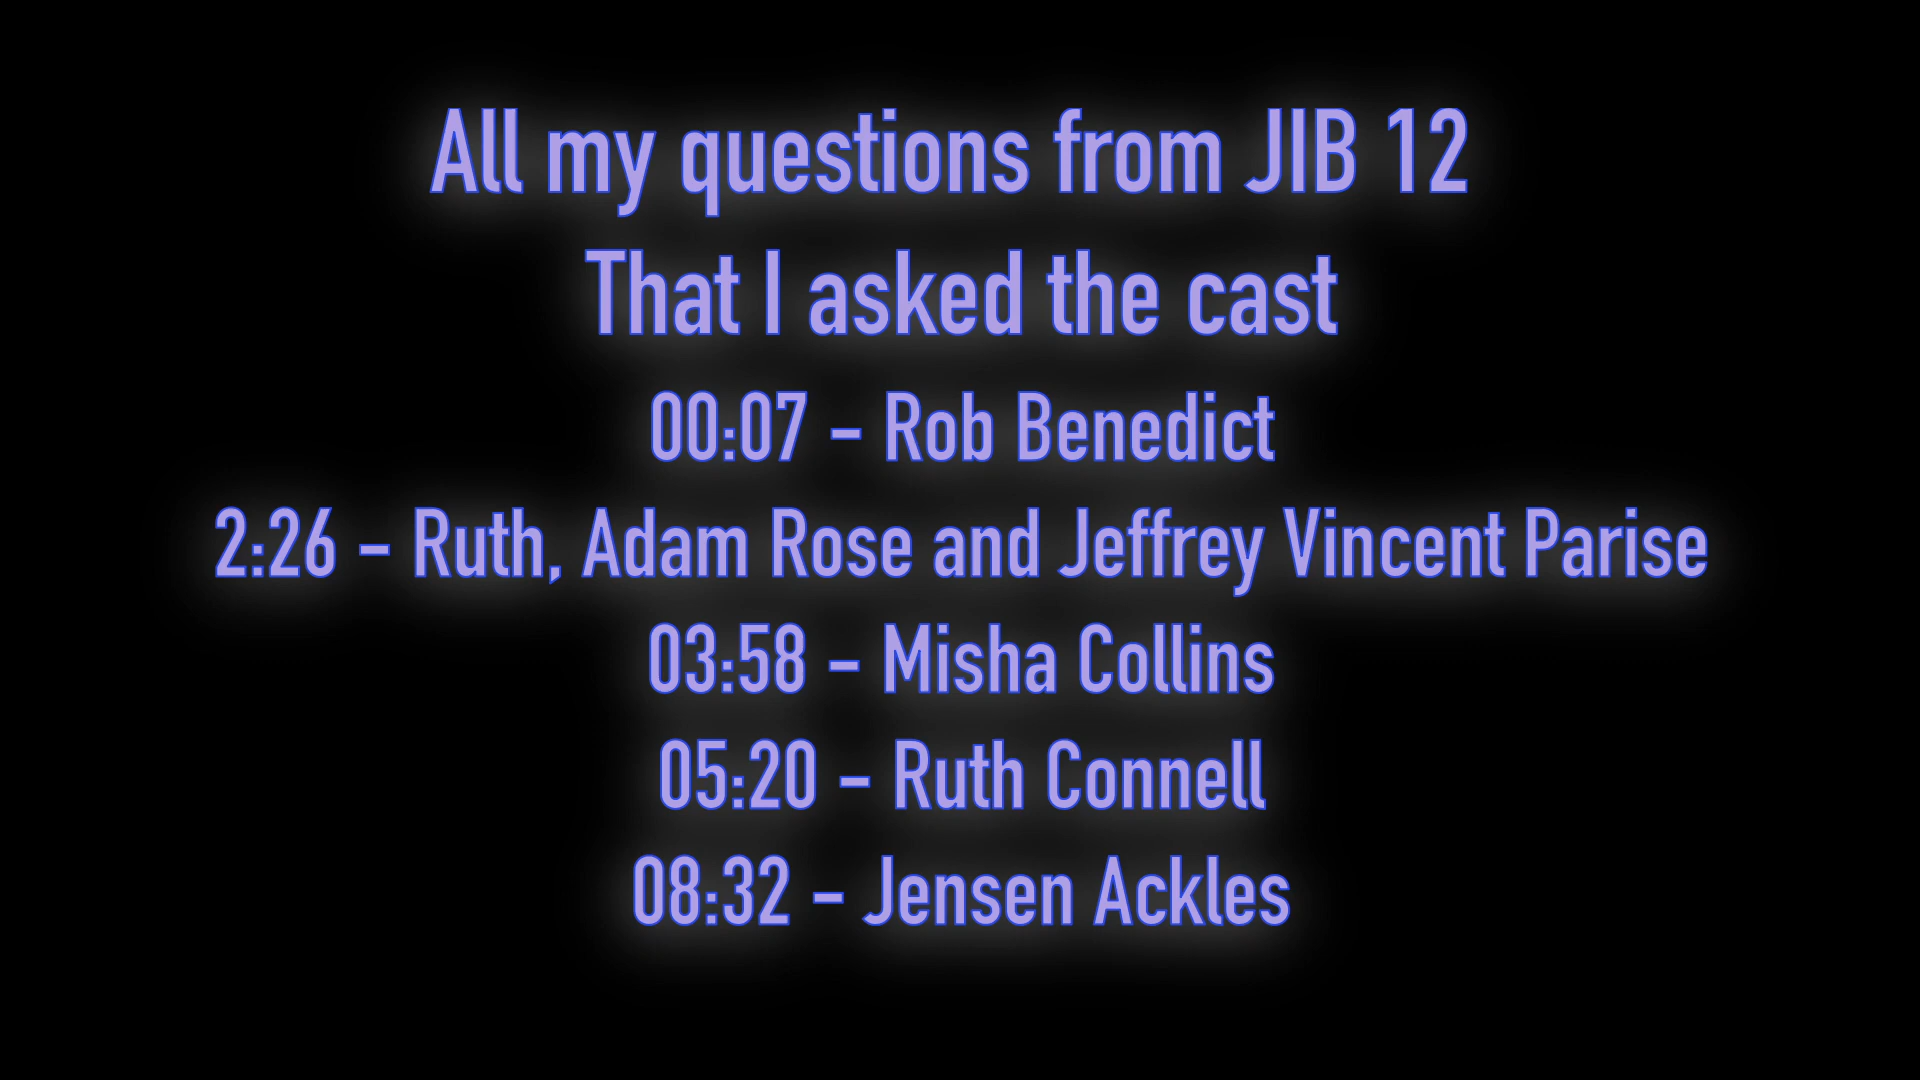 All my questions from JIB 12
That I asked the cast
00:07 - Rob Benedict
2:26 - Ruth, Adam Rose and Jeffrey Vincent Parise
03:58 - Misha Collins
05:20 - Ruth Connell
08:32 - Jensen Ackles